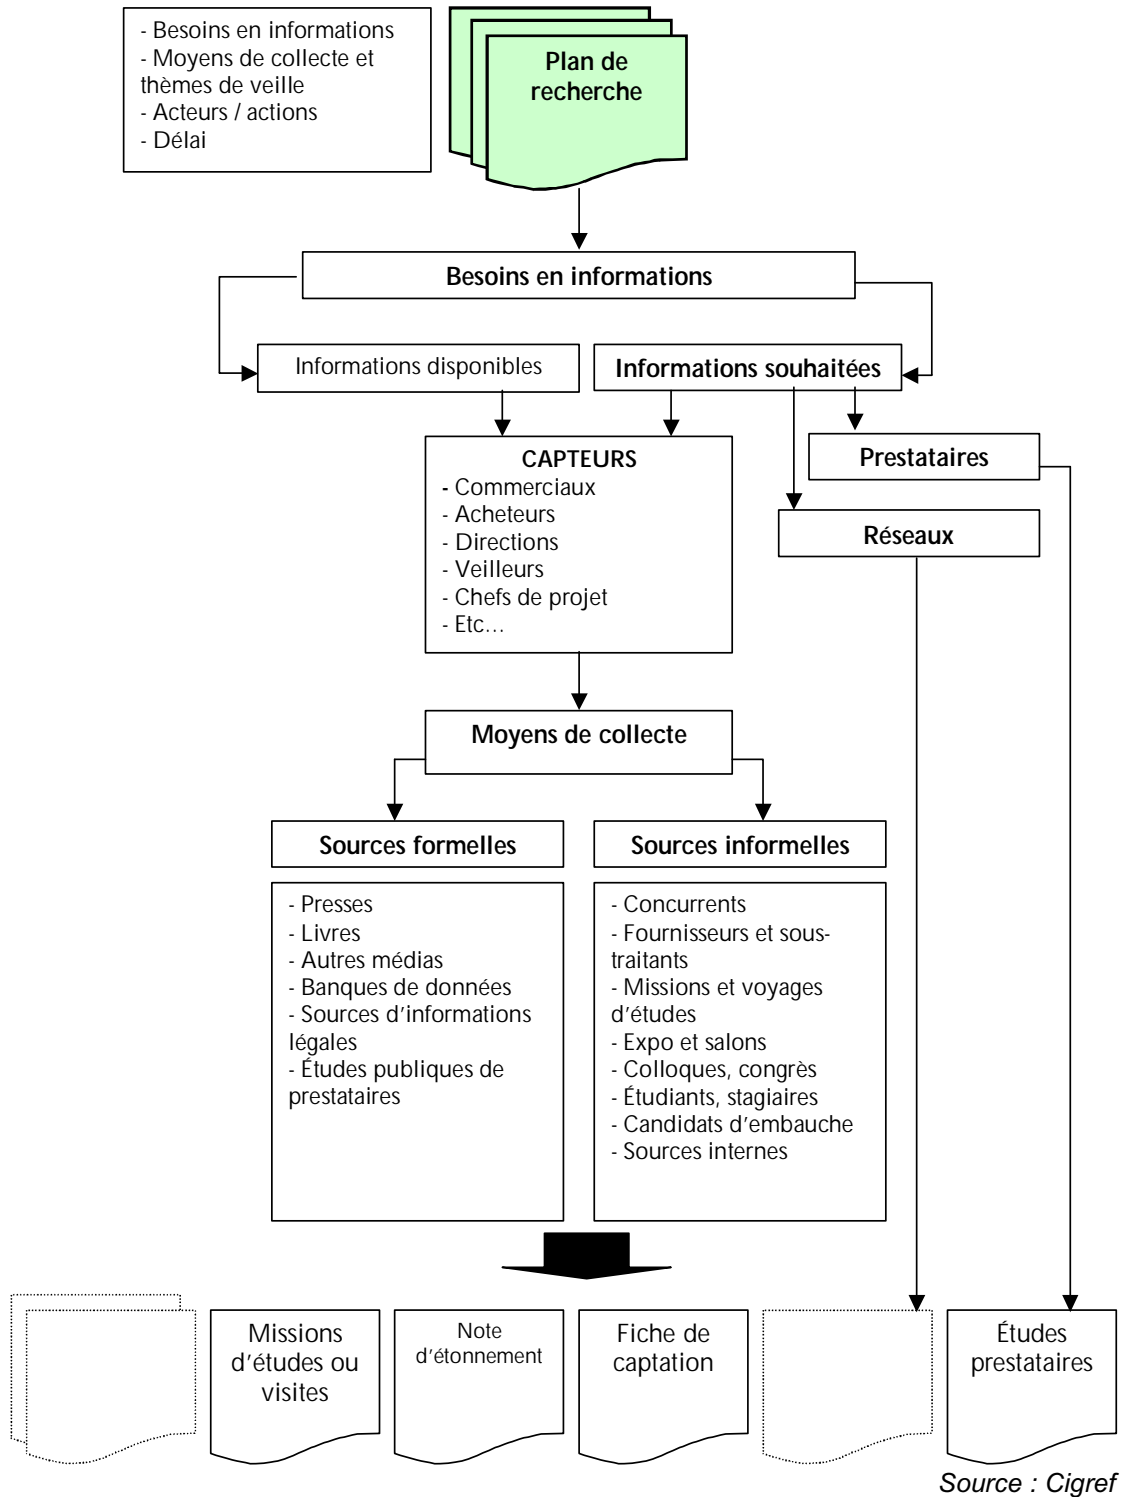 - Besoins en informations
- Moyens de collecte et
thèmes de veille
- Acteurs / actions
- Délai
Plan de
recherche
Besoins en informations
Informations disponibles
Informations souhaitées
CAPTEURS
- Commerciaux
- Acheteurs
- Directions
- Veilleurs
- Chefs de projet
- Etc…
Prestataires
Réseaux
Moyens de collecte
Sources formelles
Sources informelles
- Presses
- Livres
- Autres médias
- Banques de données
- Sources d'informations
légales
- Études publiques de
prestataires
- Concurrents
- Fournisseurs et sous-
traitants
- Missions et voyages
d'études
- Expo et salons
- Colloques, congrès
- Étudiants, stagiaires
- Candidats d'embauche
- Sources internes
Missions
d'études ou
visites
Note
d'étonnement
Fiche de
captation
Études
prestataires
Source : Cigref